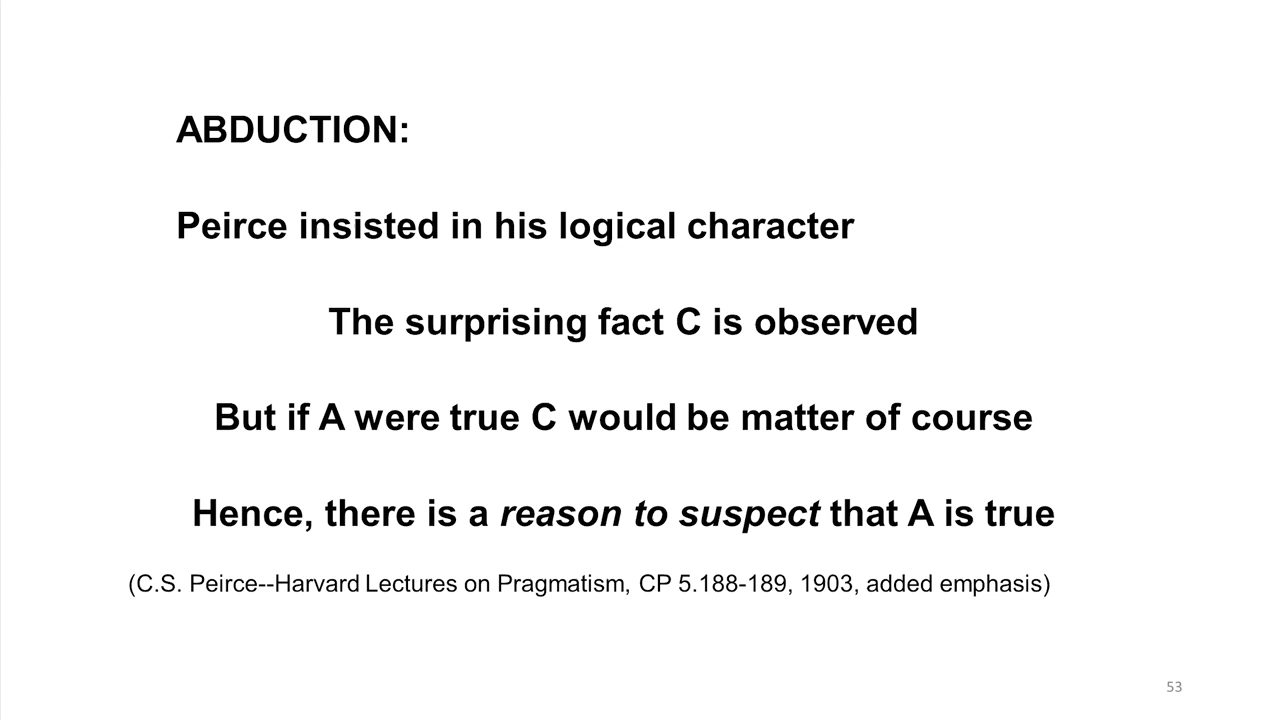 ABDUCTION:
Peirce insisted in his logical character
The surprising fact C is observed
But if A were true C would be matter of course
Hence, there is a reason to suspect that A is true
(C.S. Peirce--Harvard Lectures on Pragmatism, CP 5.188-189, 1903, added emphasis)
53